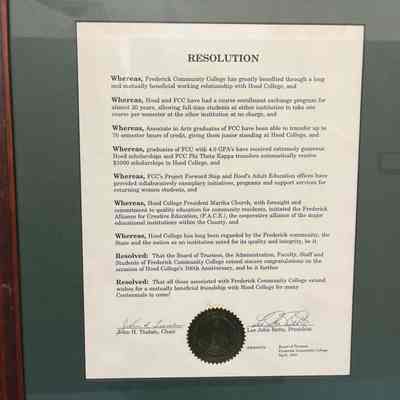 RESOLUTION
Whereas, Frederick Community College has greatly benefited through a long
and mutually beneficial working relationship with Hood College, and
Whereas, Hood and FCC have had a course enrollment exchange program for
almost 20 years, allowing full-time students at either institution to take one
course per semester at the other institution at no charge, and
Whereas, Associate in Arts graduates of FCC have been able to transfer up to
70 semester hours of credit, giving them junior standing at Hood College, and
Whereas, graduates of FCC with 4.0 GPA's have received extremely generous
Hood scholarships and FCC Phi Theta Kappa transfers automatically receive
$1000 scholarships to Hood College, and
Whereas, FCC's Project Forward Step and Hood's Adult Education offices have
provided collaboratively exemplary initiatives, programs and support services for
returning women students, and
Whereas, Hood College President Martha Church, with foresight and
commitment to quality education for community residents, initiated the Frederick
Alliance for Creative Education, (F.A.C.E.), the cooperative alliance of the major
educational institutions within the County, and
Whereas, Hood College has long been regarded by the Frederick community, the
State and the nation as an institution noted for its quality and integrity, be it
Resolved: That the Board of Trustees, the Administration, Faculty, Staff and
Students of Frederick Community College extend sincere congratulations on the
occasion of Hood College's 100th Anniversary, and be it further
Resolved: That all those associated with Frederick Community College extend
wishes for a mutually beneficial friendship with Hood College for many
Centennials to come!
Chair
Lee John Betts, President
Board of Trustees
Frederick Community College
April,